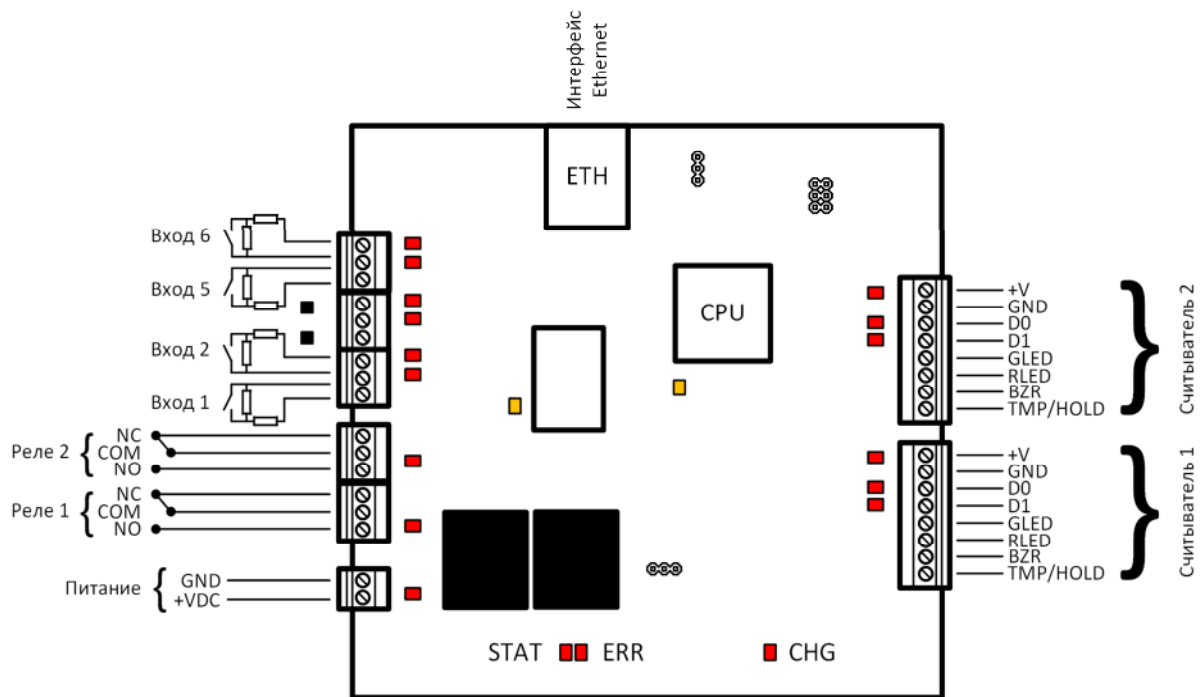 Интерфейс
Ethernet
ETH
CPU
Вход 6
Вход 5
Вход 2
Вход 1
Реле 2
NC
COM
NO
Реле 1
NC
COM
NO
Питание
GND
+VDC
+V
GND
D0
D1
GLED
RLED
BZR
TMP/HOLD
Считыватель 2
+V
GND
D0
D1
GLED
RLED
BZR
TMP/HOLD
Считыватель 1
STAT ERR CHG